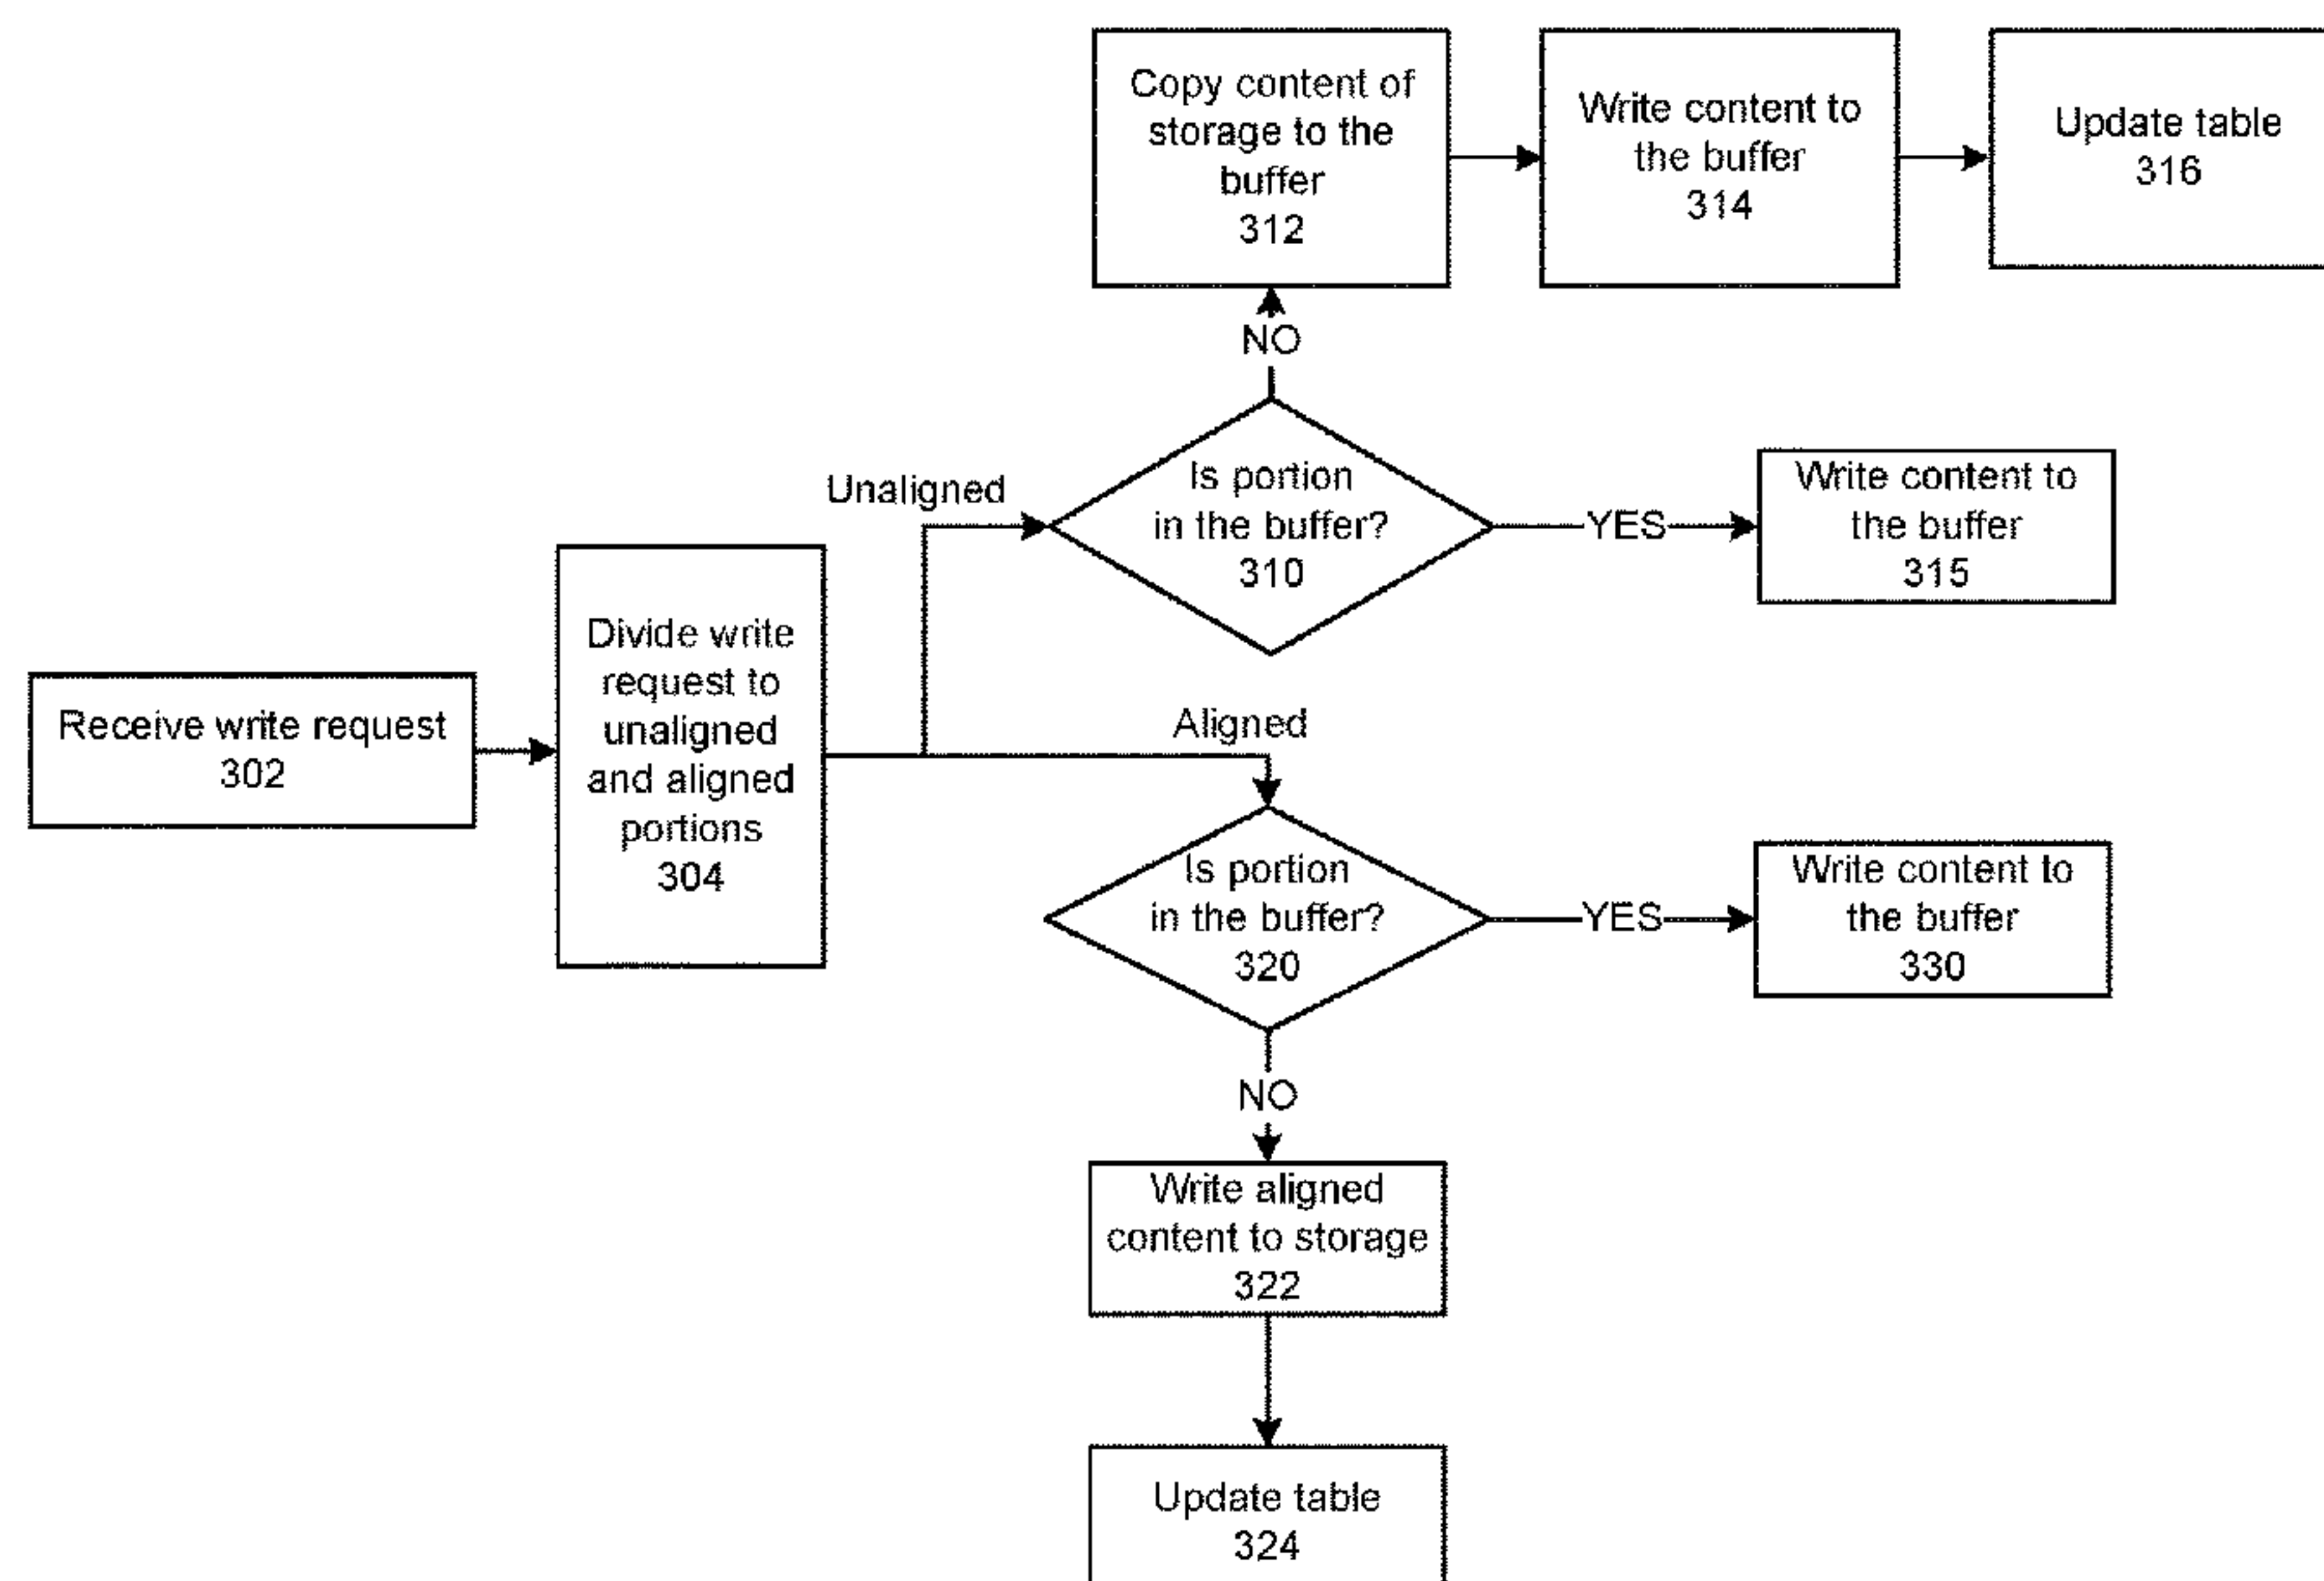 Copy content of
storage to the
buffer
312
Write content to
the buffer
314
Update table
316
NO
Unaligned
Is portion
in the buffer?
310
YES
Write content to
the buffer
315
Receive write request
302
Divide write
request to
unaligned
and aligned
portions
304
Aligned
Is portion
in the buffer?
320
YES
Write content to
the buffer
330
NO
Write aligned
content to storage
322
Update table
324